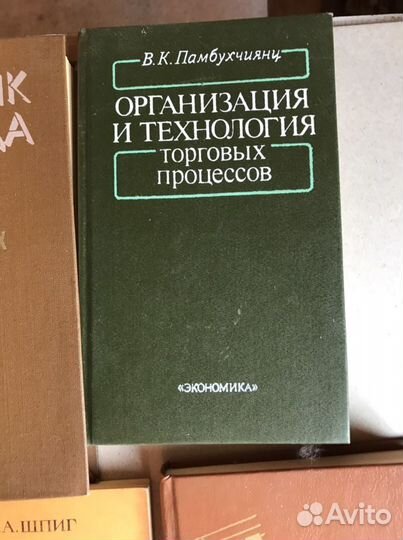 В. К. Памбухчиянц
ОРГАНИЗАЦИЯ
И ТЕХНОЛОГИЯ
ТОРГОВЫХ
ПРОЦЕССОВ
«ЭКОНОМИКА»
А. ШПИГ
Avito